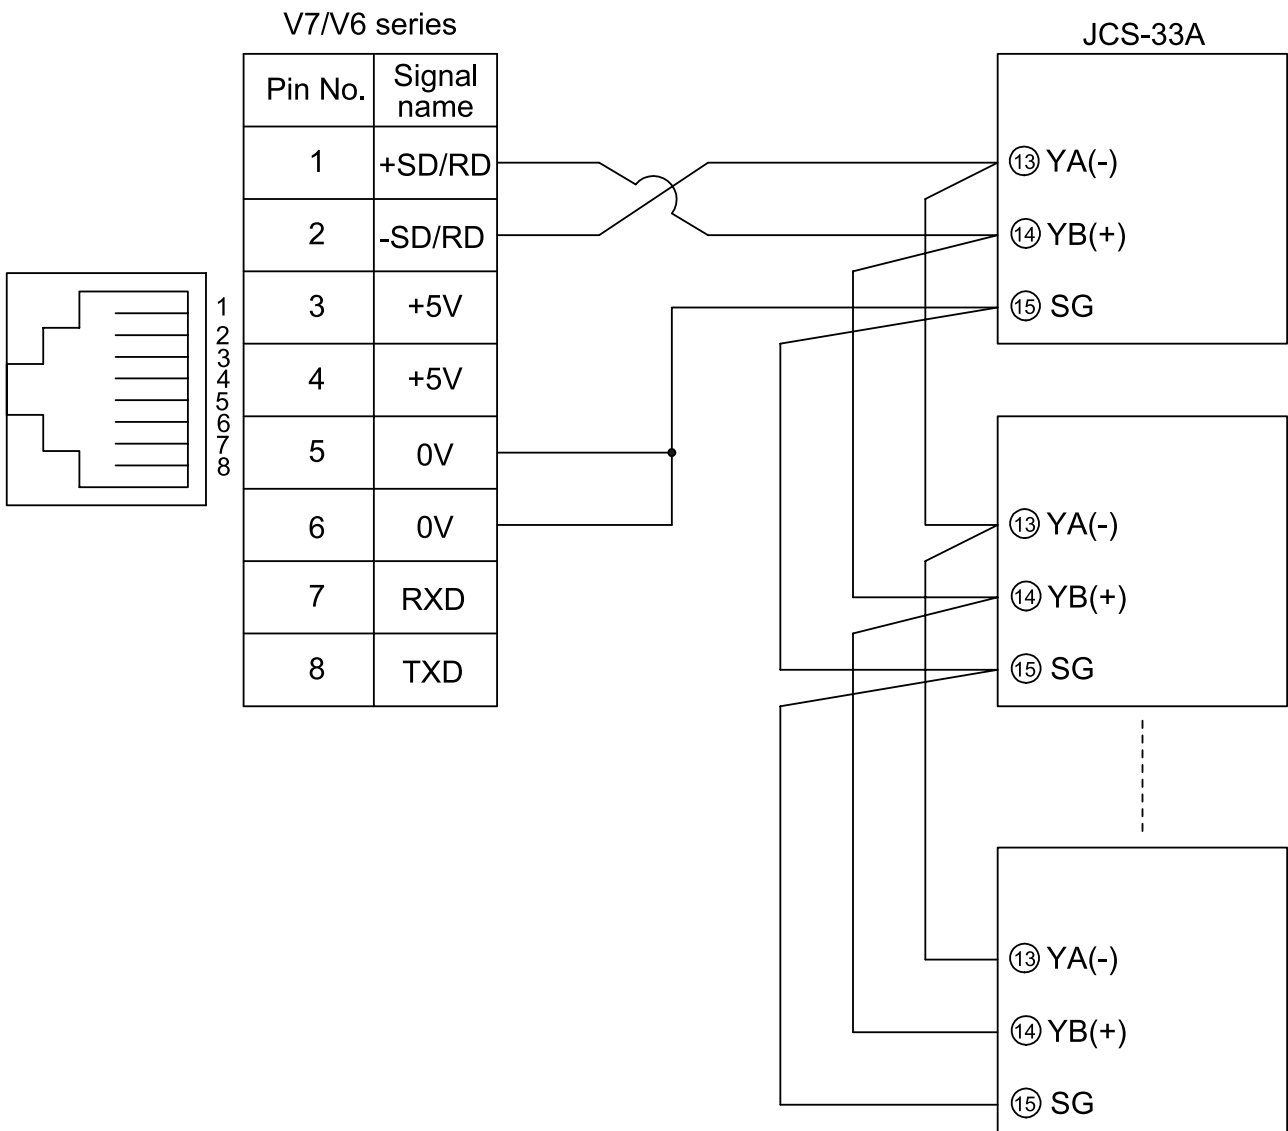 V7/V6 series
Pin No. Signal name
1 +SD/RD
2 -SD/RD
3 +5V
4 +5V
5 0V
6 0V
7 RXD
8 TXD
1
2
3
4
5
6
7
8
JCS-33A
⑬ YA(-)
⑭ YB(+)
⑮ SG
⑬ YA(-)
⑭ YB(+)
⑮ SG
⑬ YA(-)
⑭ YB(+)
⑮ SG